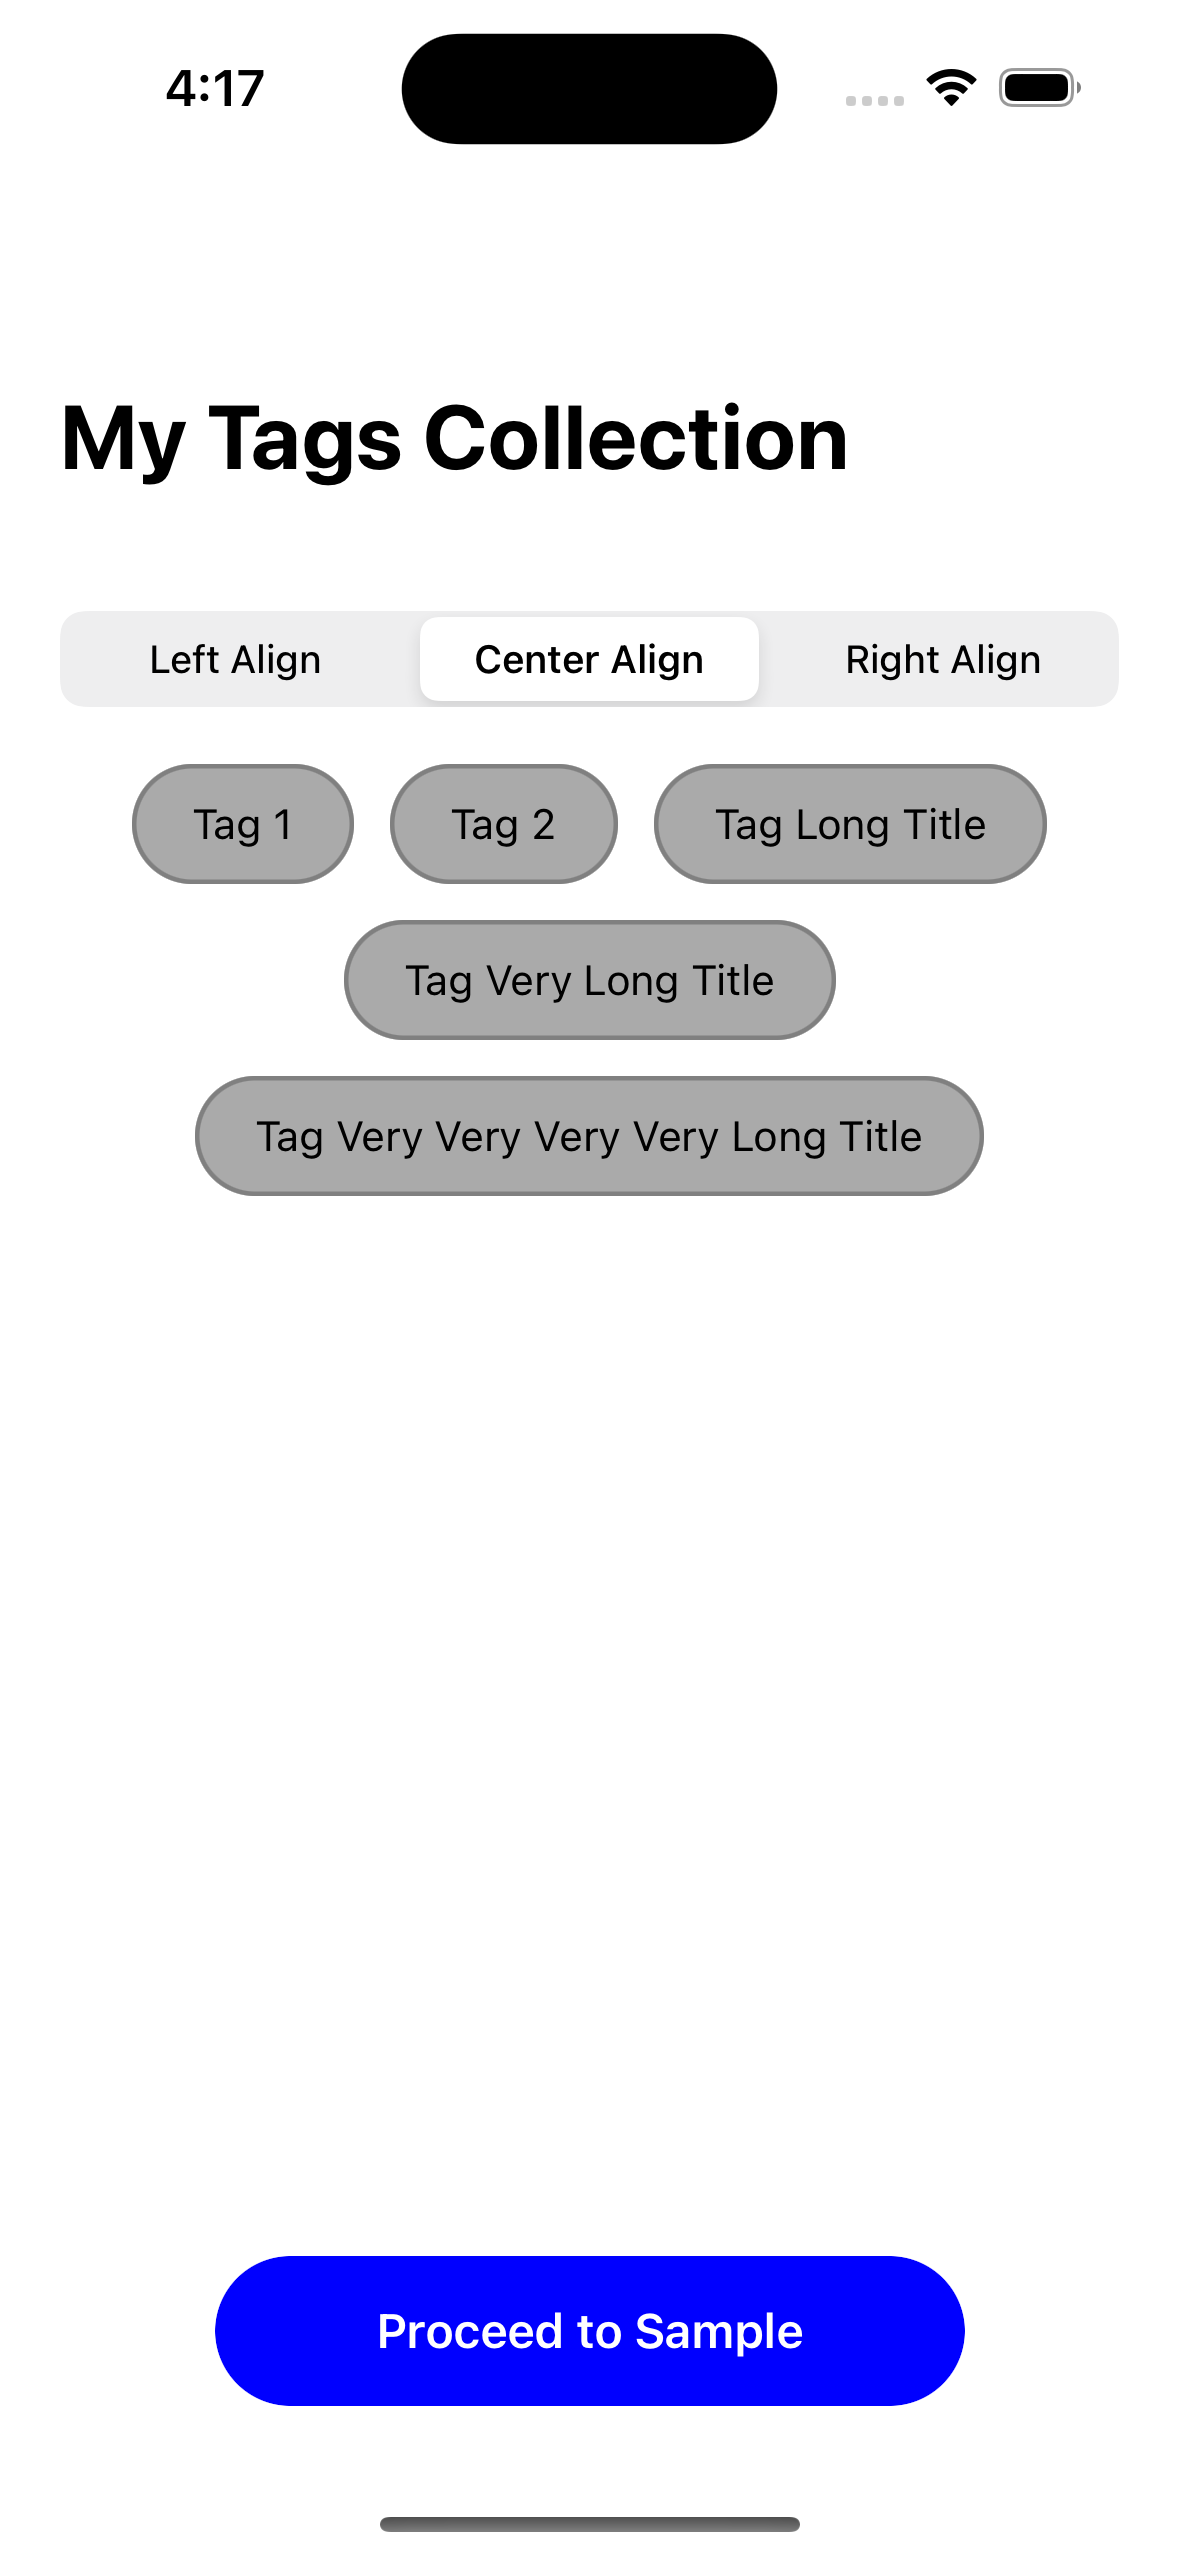 4:17
My Tags Collection
Left Align Center Align Right Align
Tag 1 Tag 2 Tag Long Title
Tag Very Long Title
Tag Very Very Very Very Long Title
Proceed to Sample